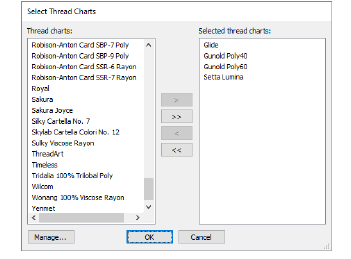 Select Thread Charts
Thread charts:
Robison-Anton Card SBP-7 Poly
Robison-Anton Card SBP-9 Poly
Robison-Anton Card SSR-6 Rayon
Robison-Anton Card SSR-7 Rayon
Royal
Sakura
Sakura Joyce
Silky Cartella No. 7
Skylab Cartella Colori No. 12
Sulky Viscose Rayon
ThreadArt
Timeless
Tridalia 100% Trilobal Poly
Wilcom
Wonang 100% Viscose Rayon
Yenmet
>
>>
<
<<
Selected thread charts:
Glide
Gunold Poly40
Gunold Poly60
Setta Lumina
Manage...
OK
Cancel